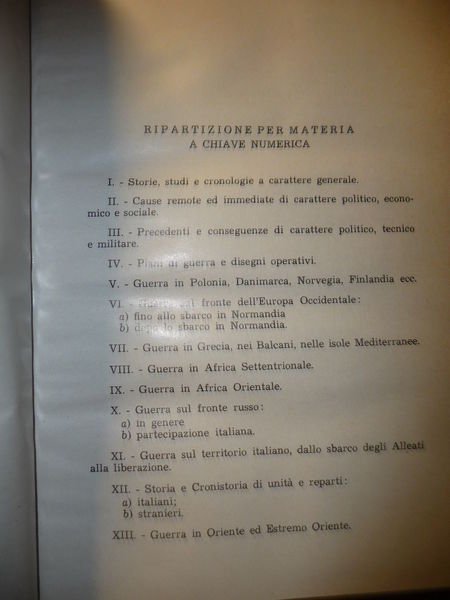 RIPARTIZIONE PER MATERIA
A CHIAVE NUMERICA
I. - Storie, studi e cronologie a carattere generale.
II. - Cause remote ed immediate di carattere politico, econo-
mico e sociale.
III. - Precedenti e conseguenze di carattere politico, tecnico
e militare.
IV. - Piani di guerra e disegni operativi.
V. - Guerra in Polonia, Danimarca, Norvegia, Finlandia ecc.
VI. - Guerra sul fronte dell'Europa Occidentale:
a) fino allo sbarco in Normandia
b) dopo lo sbarco in Normandia.
VII. - Guerra in Grecia, nei Balcani, nelle isole Mediterranee.
VIII. - Guerra in Africa Settentrionale.
IX. - Guerra in Africa Orientale.
X. - Guerra sul fronte russo:
a) in genere
b) partecipazione italiana.
XI. - Guerra sul territorio italiano, dallo sbarco degli Alleati
alla liberazione.
XII. - Storia e Cronistoria di unità e reparti:
a) italiani;
b) stranieri.
XIII. - Guerra in Oriente ed Estremo Oriente.